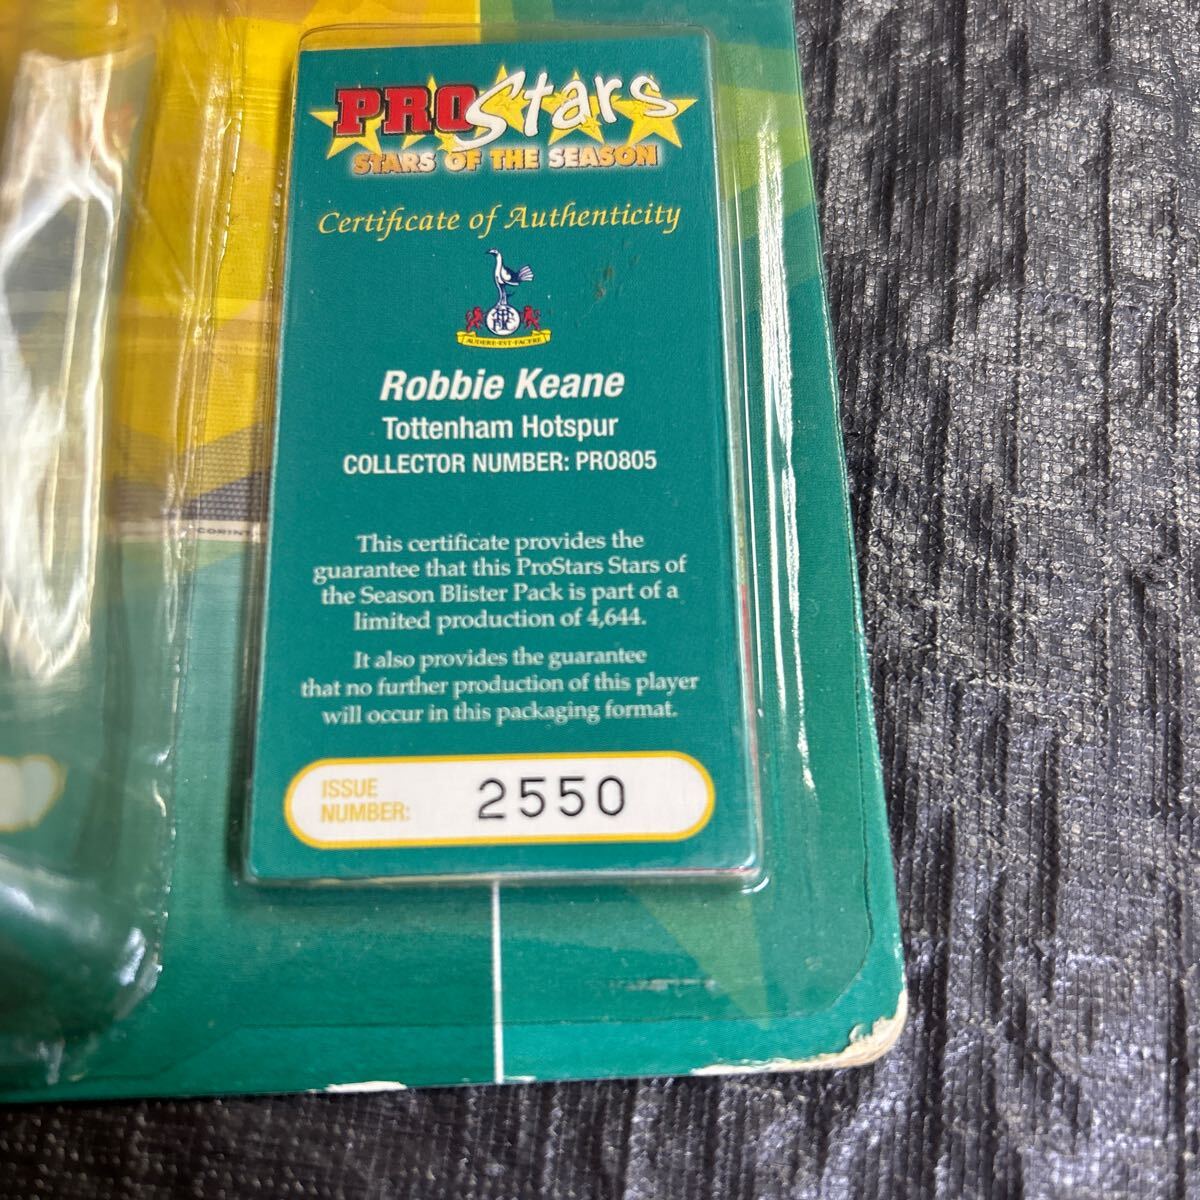 PROStars
STARS OF THE SEASON
Certificate of Authenticity
AUDERE·EST·FACERE
Robbie Keane
Tottenham Hotspur
COLLECTOR NUMBER: PRO805
This certificate provides the
guarantee that this ProStars Stars of
the Season Blister Pack is part of a
limited production of 4,644.
It also provides the guarantee
that no further production of this player
will occur in this packaging format.
ISSUE
NUMBER: 2550
CORINT